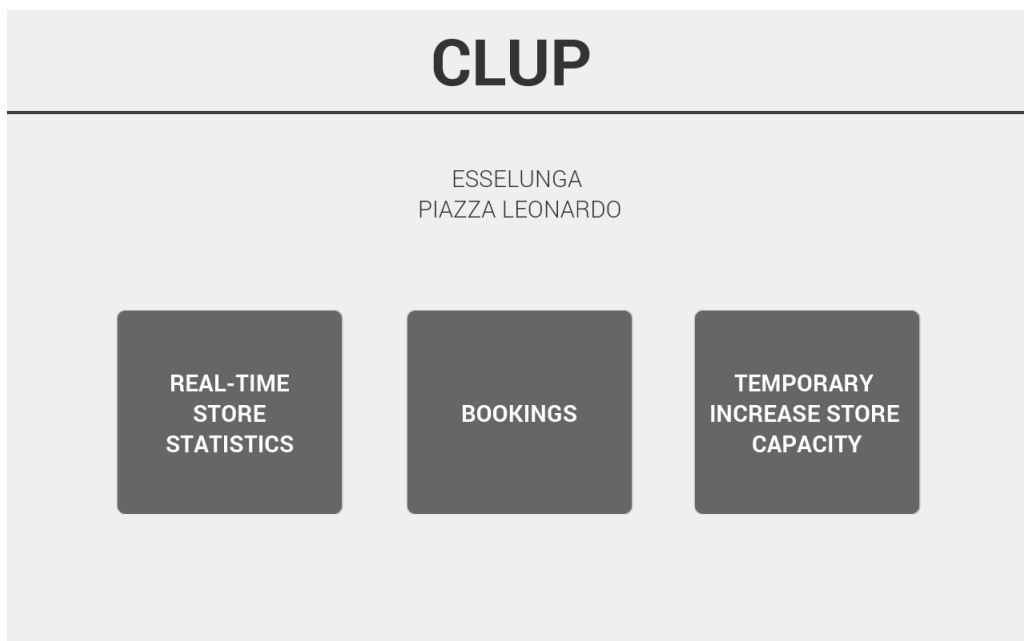 CLUP
ESSELUNGA
PIAZZA LEONARDO
REAL-TIME
STORE
STATISTICS
BOOKINGS
TEMPORARY
INCREASE STORE
CAPACITY